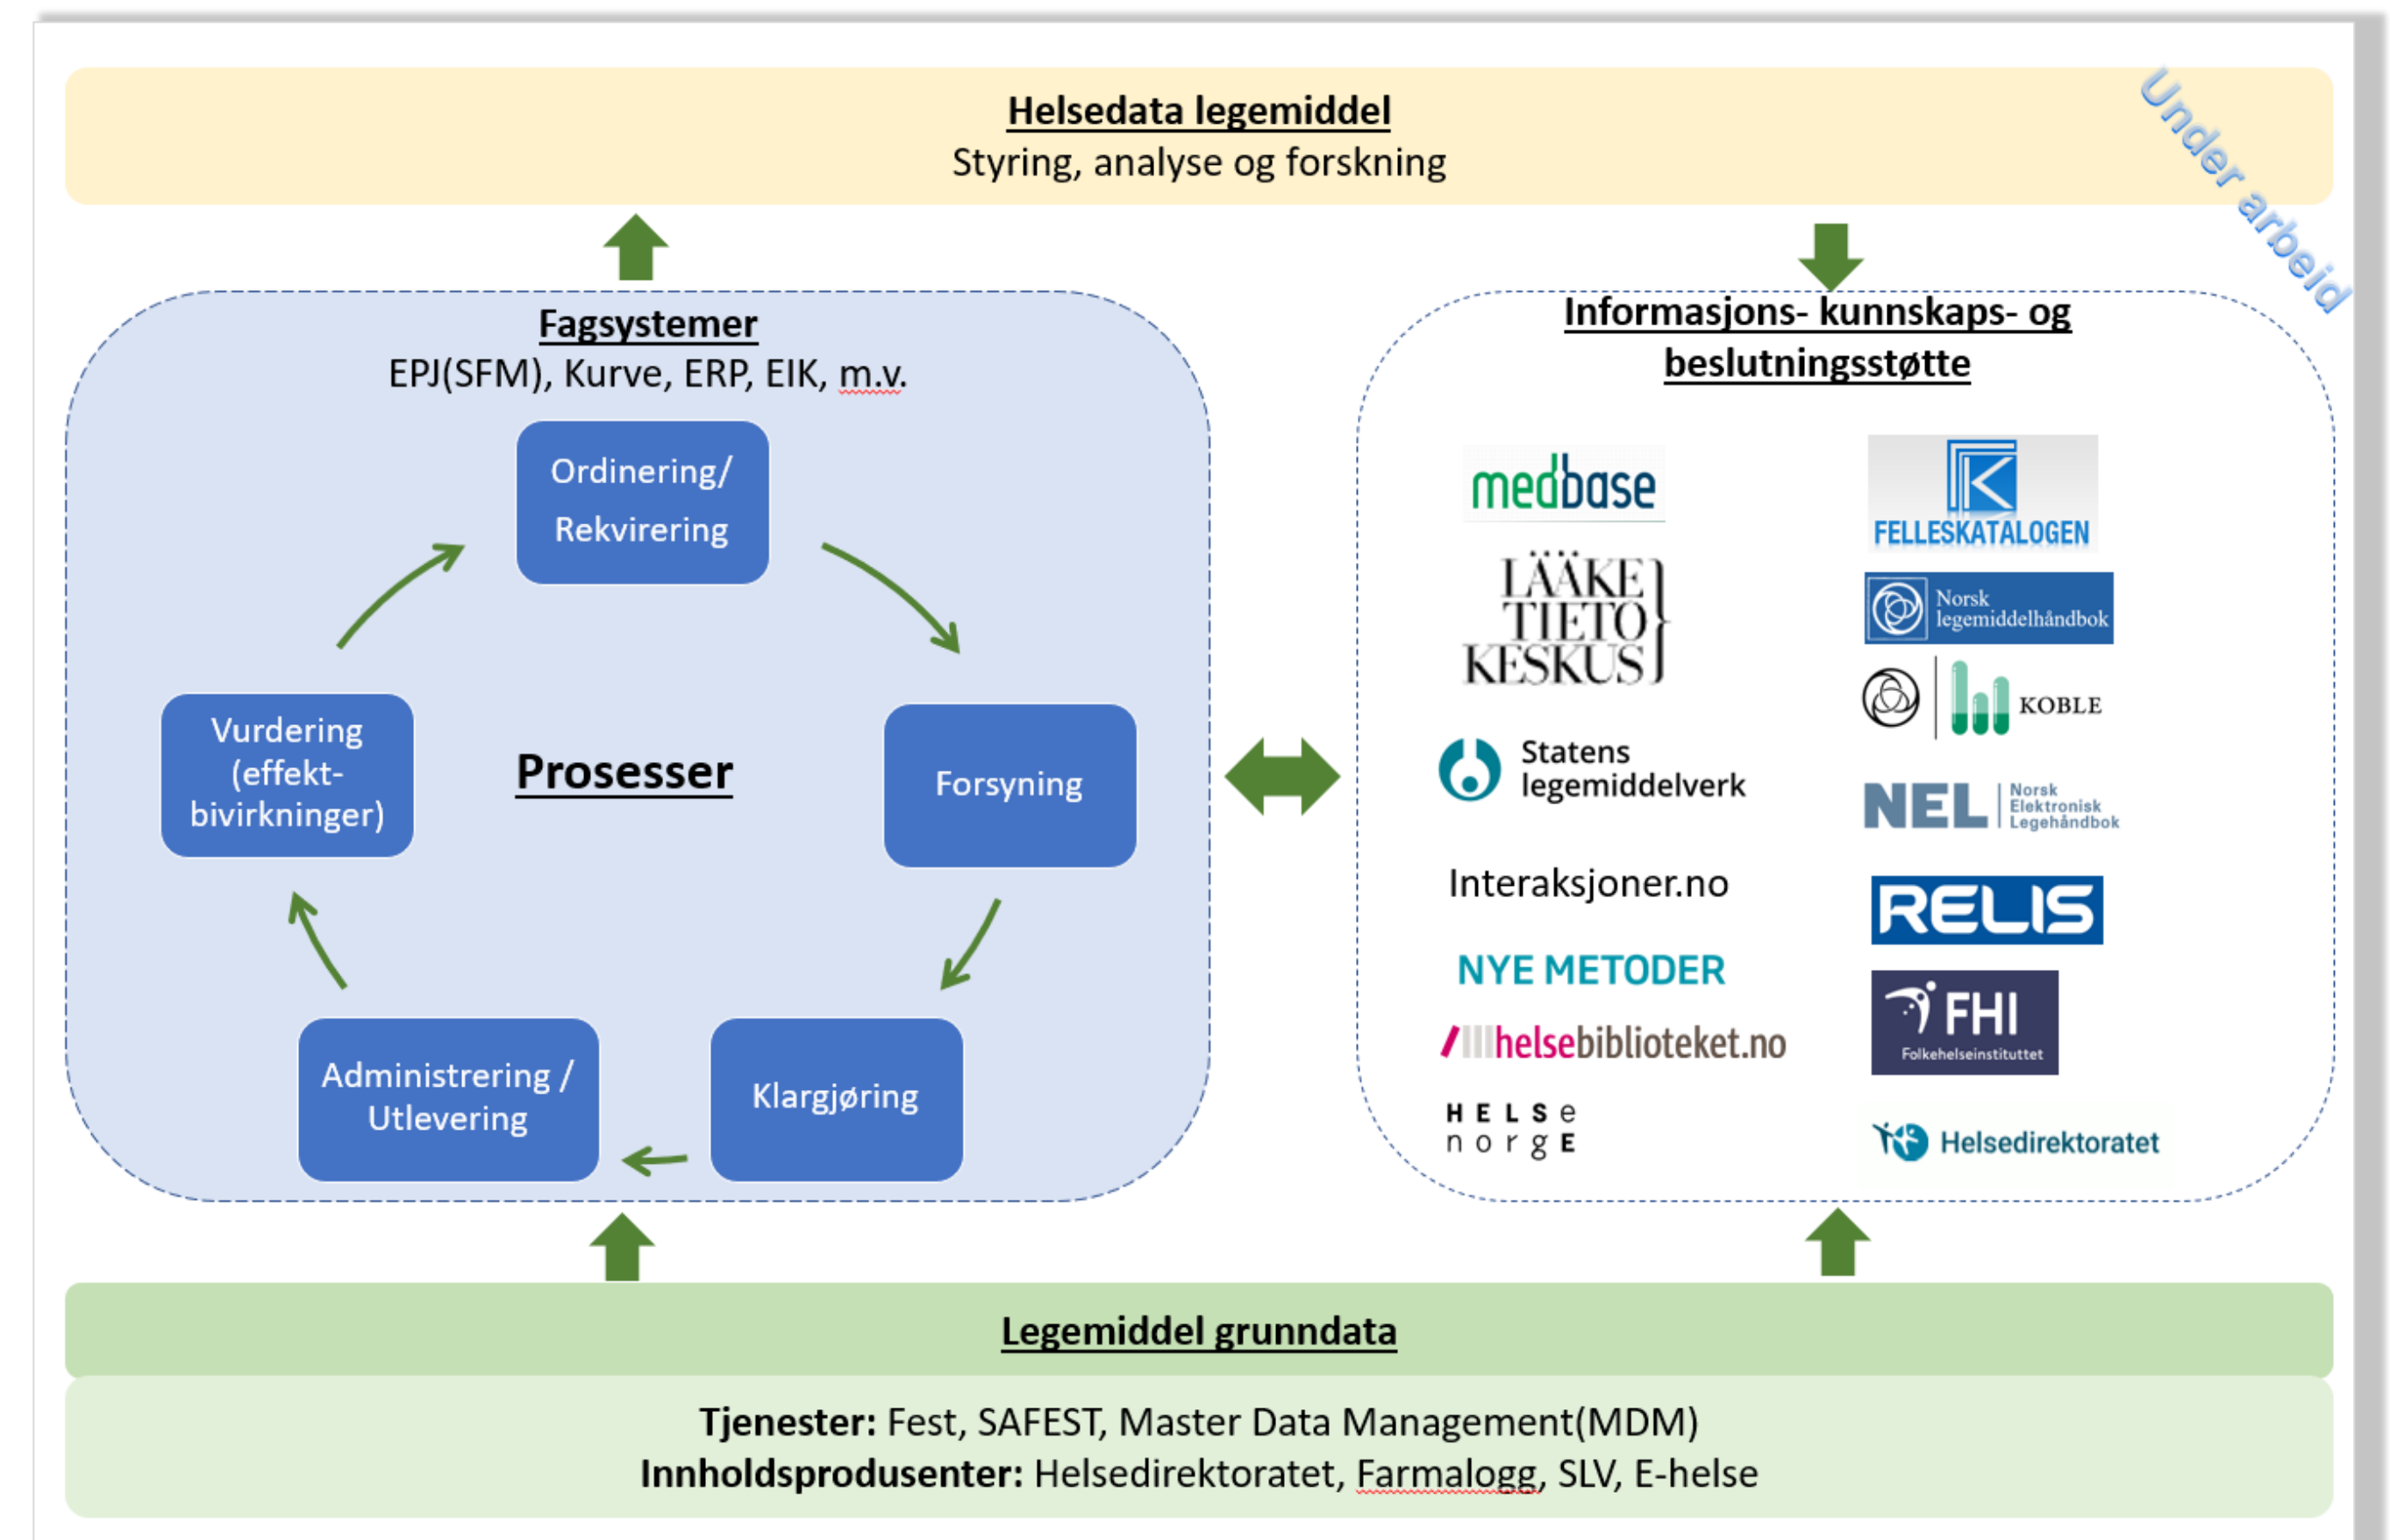 Helsedata legemiddel
Styring, analyse og forskning
Under arbeid
Fagsystemer
EPJ(SFM), Kurve, ERP, EIK, m.v.
Ordinering/
Rekvirering
Forsyning
Klargjøring
Administrering /
Utlevering
Vurdering
(effekt-
bivirkninger)
Prosesser
Informasjons- kunnskaps- og
beslutningsstøtte
medbase
LÄÄKE
TIETO
KESKUS
Statens
legemiddelverk
Interaksjoner.no
NYE METODER
helsebiblioteket.no
HELSe
norgE
FELLESKATALOGEN
Norsk
legemiddelhåndbok
KOBLE
NEL
Norsk
Elektronisk
Legehåndbok
RELIS
FHI
Folkehelseinstituttet
Helsedirektoratet
Legemiddel grunndata
Tjenester: Fest, SAFEST, Master Data Management(MDM)
Innholdsprodusenter: Helsedirektoratet, Farmalogg, SLV, E-helse